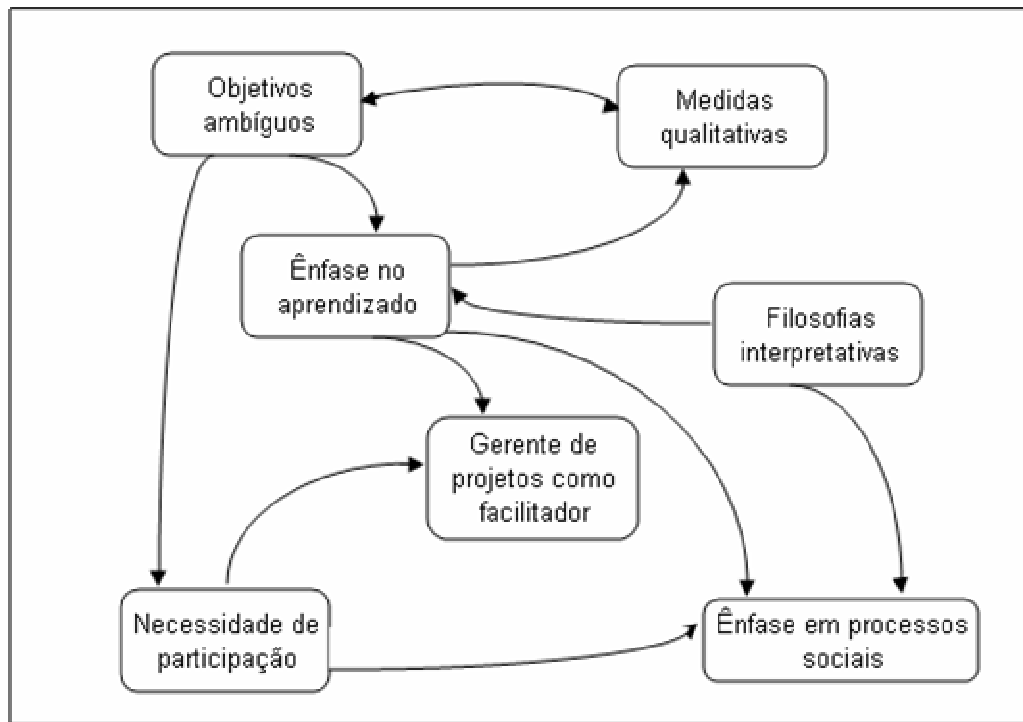 Objetivos
ambíguos
Medidas
qualitativas
Ênfase no
aprendizado
Filosofias
interpretativas
Gerente de
projetos como
facilitador
Necessidade de
participação
Ênfase em processos
sociais